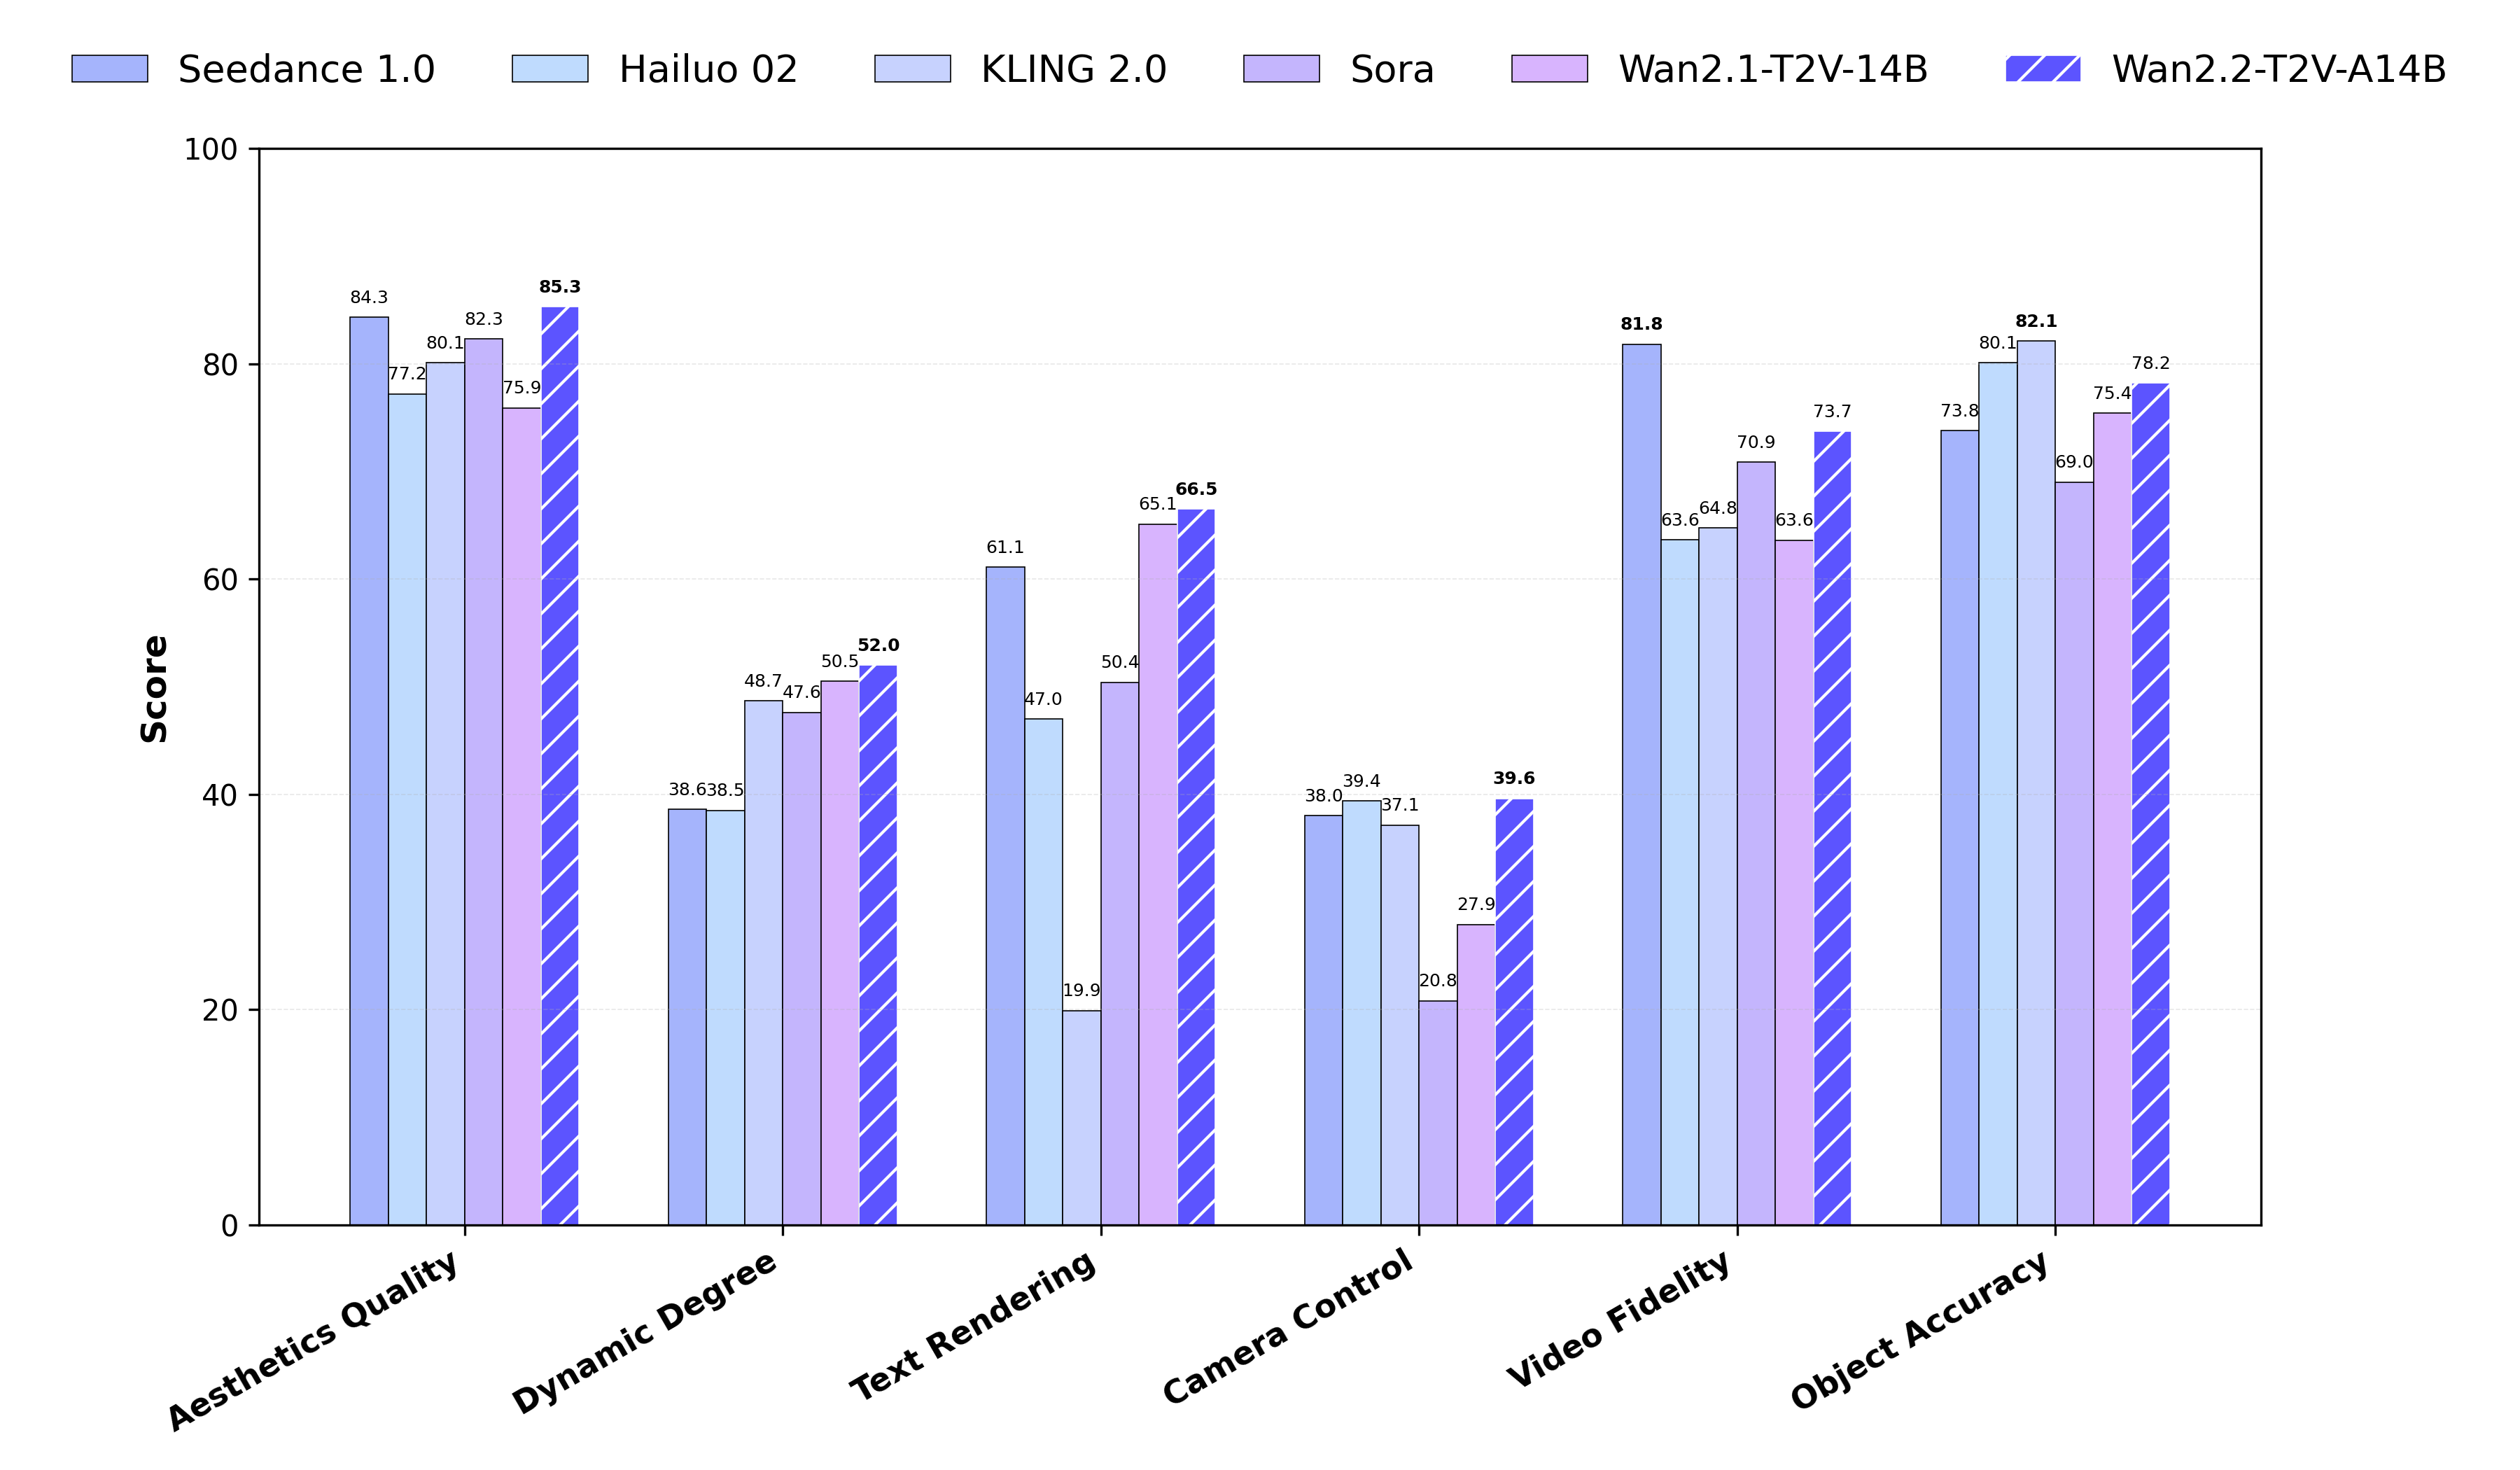 Seedance 1.0 Hailuo 02 KLING 2.0 Sora Wan2.1-T2V-14B Wan2.2-T2V-A14B
100
80
60
40
20
0
Score
84.3 77.2 80.1 82.3 75.9 85.3
38.6 38.5 48.7 47.6 50.5 52.0
61.1 47.0 19.9 50.4 65.1 66.5
38.0 39.4 37.1 20.8 27.9 39.6
81.8 63.6 64.8 70.9 63.6 73.7
73.8 80.1 82.1 69.0 75.4 78.2
Aesthetics Quality
Dynamic Degree
Text Rendering
Camera Control
Video Fidelity
Object Accuracy